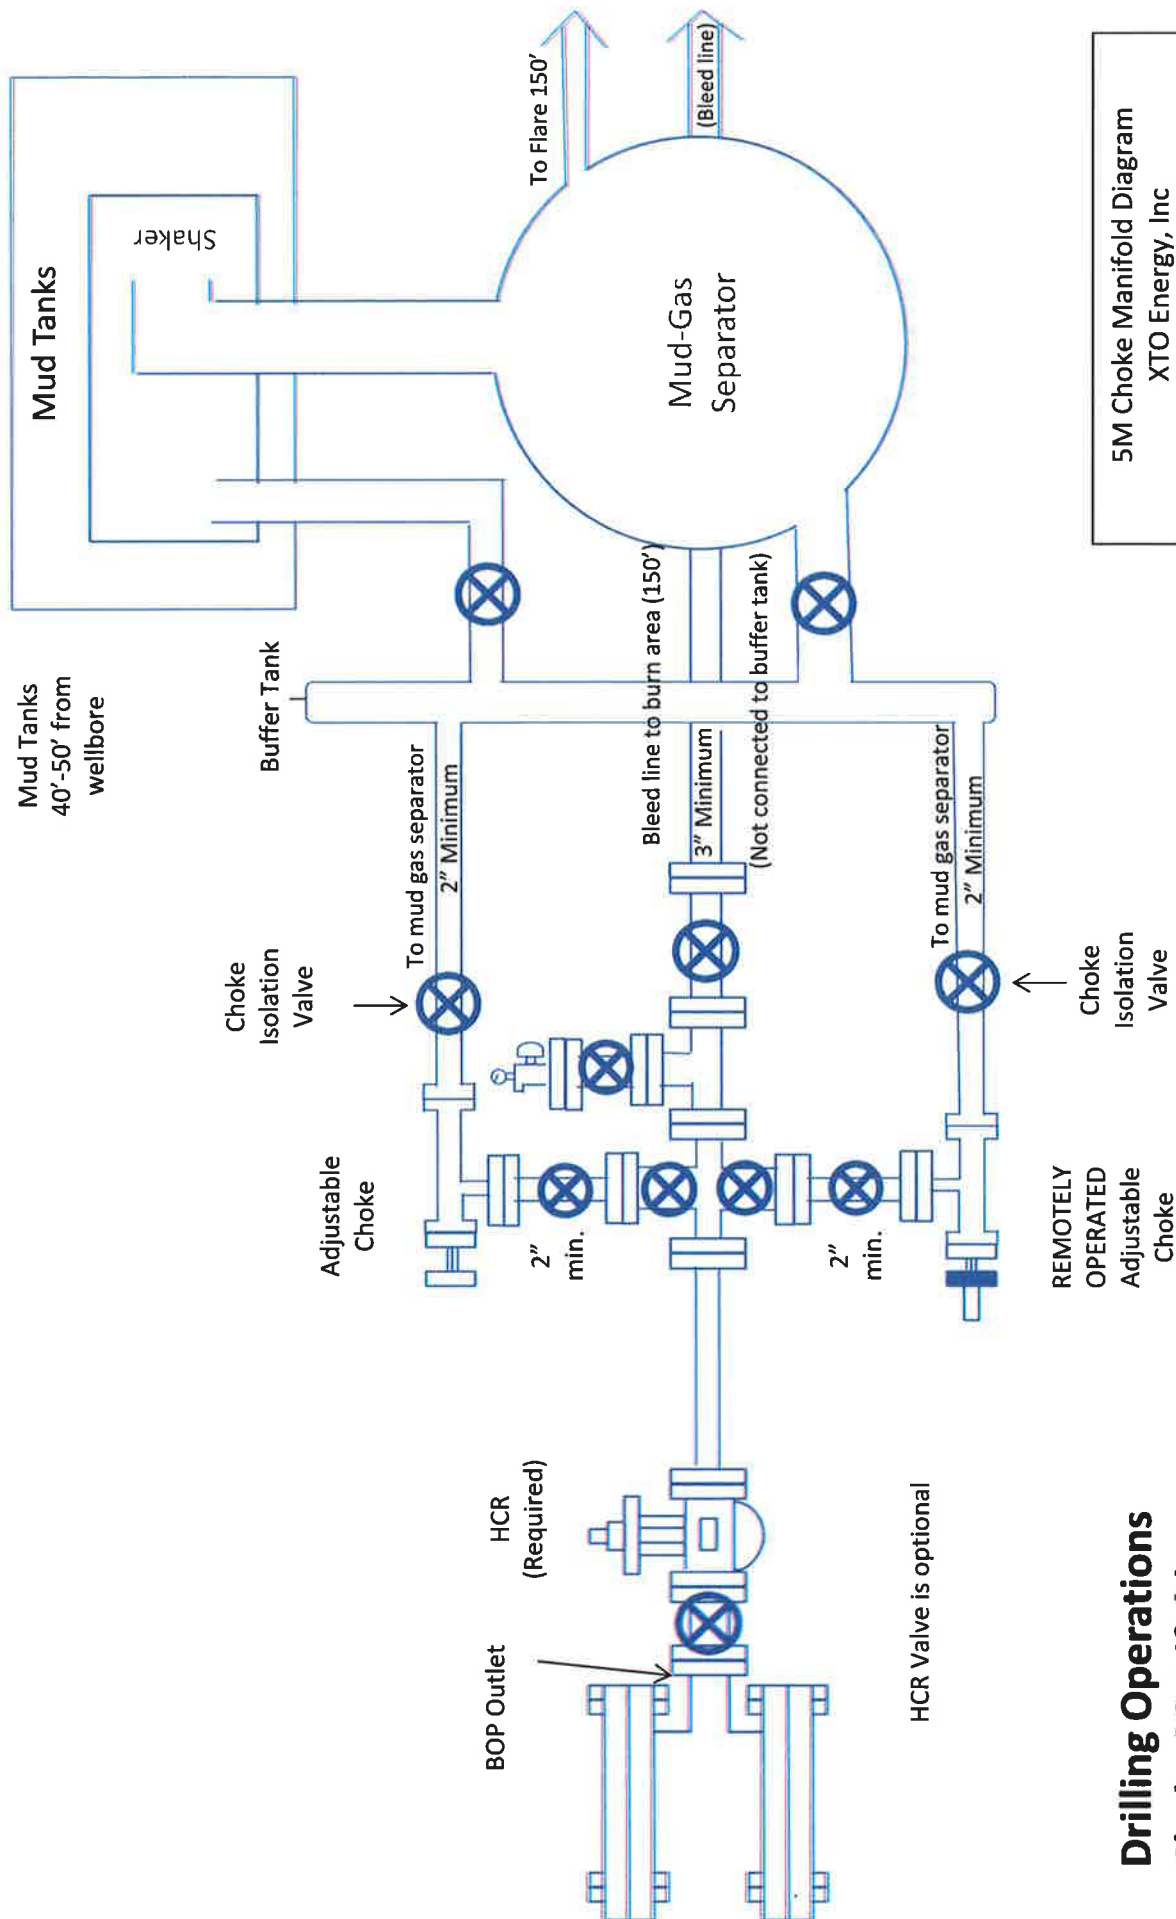 Mud Tanks
40'-50' from
wellbore
Mud Tanks
Shaker
Buffer Tank
To Flare 150'
(Bleed line)
Mud-Gas
Separator
Choke
Isolation
Valve
To mud gas separator
2" Minimum
Bleed line to burn area (150')
3" Minimum
(Not connected to buffer tank)
To mud gas separator
2" Minimum
Choke
Isolation
Valve
Adjustable
Choke
2"
min.
2"
min.
REMOTELY
OPERATED
Adjustable
Choke
HCR
(Required)
BOP Outlet
HCR Valve is optional
Drilling Operations
5M Choke Manifold Diagram
XTO Energy, Inc